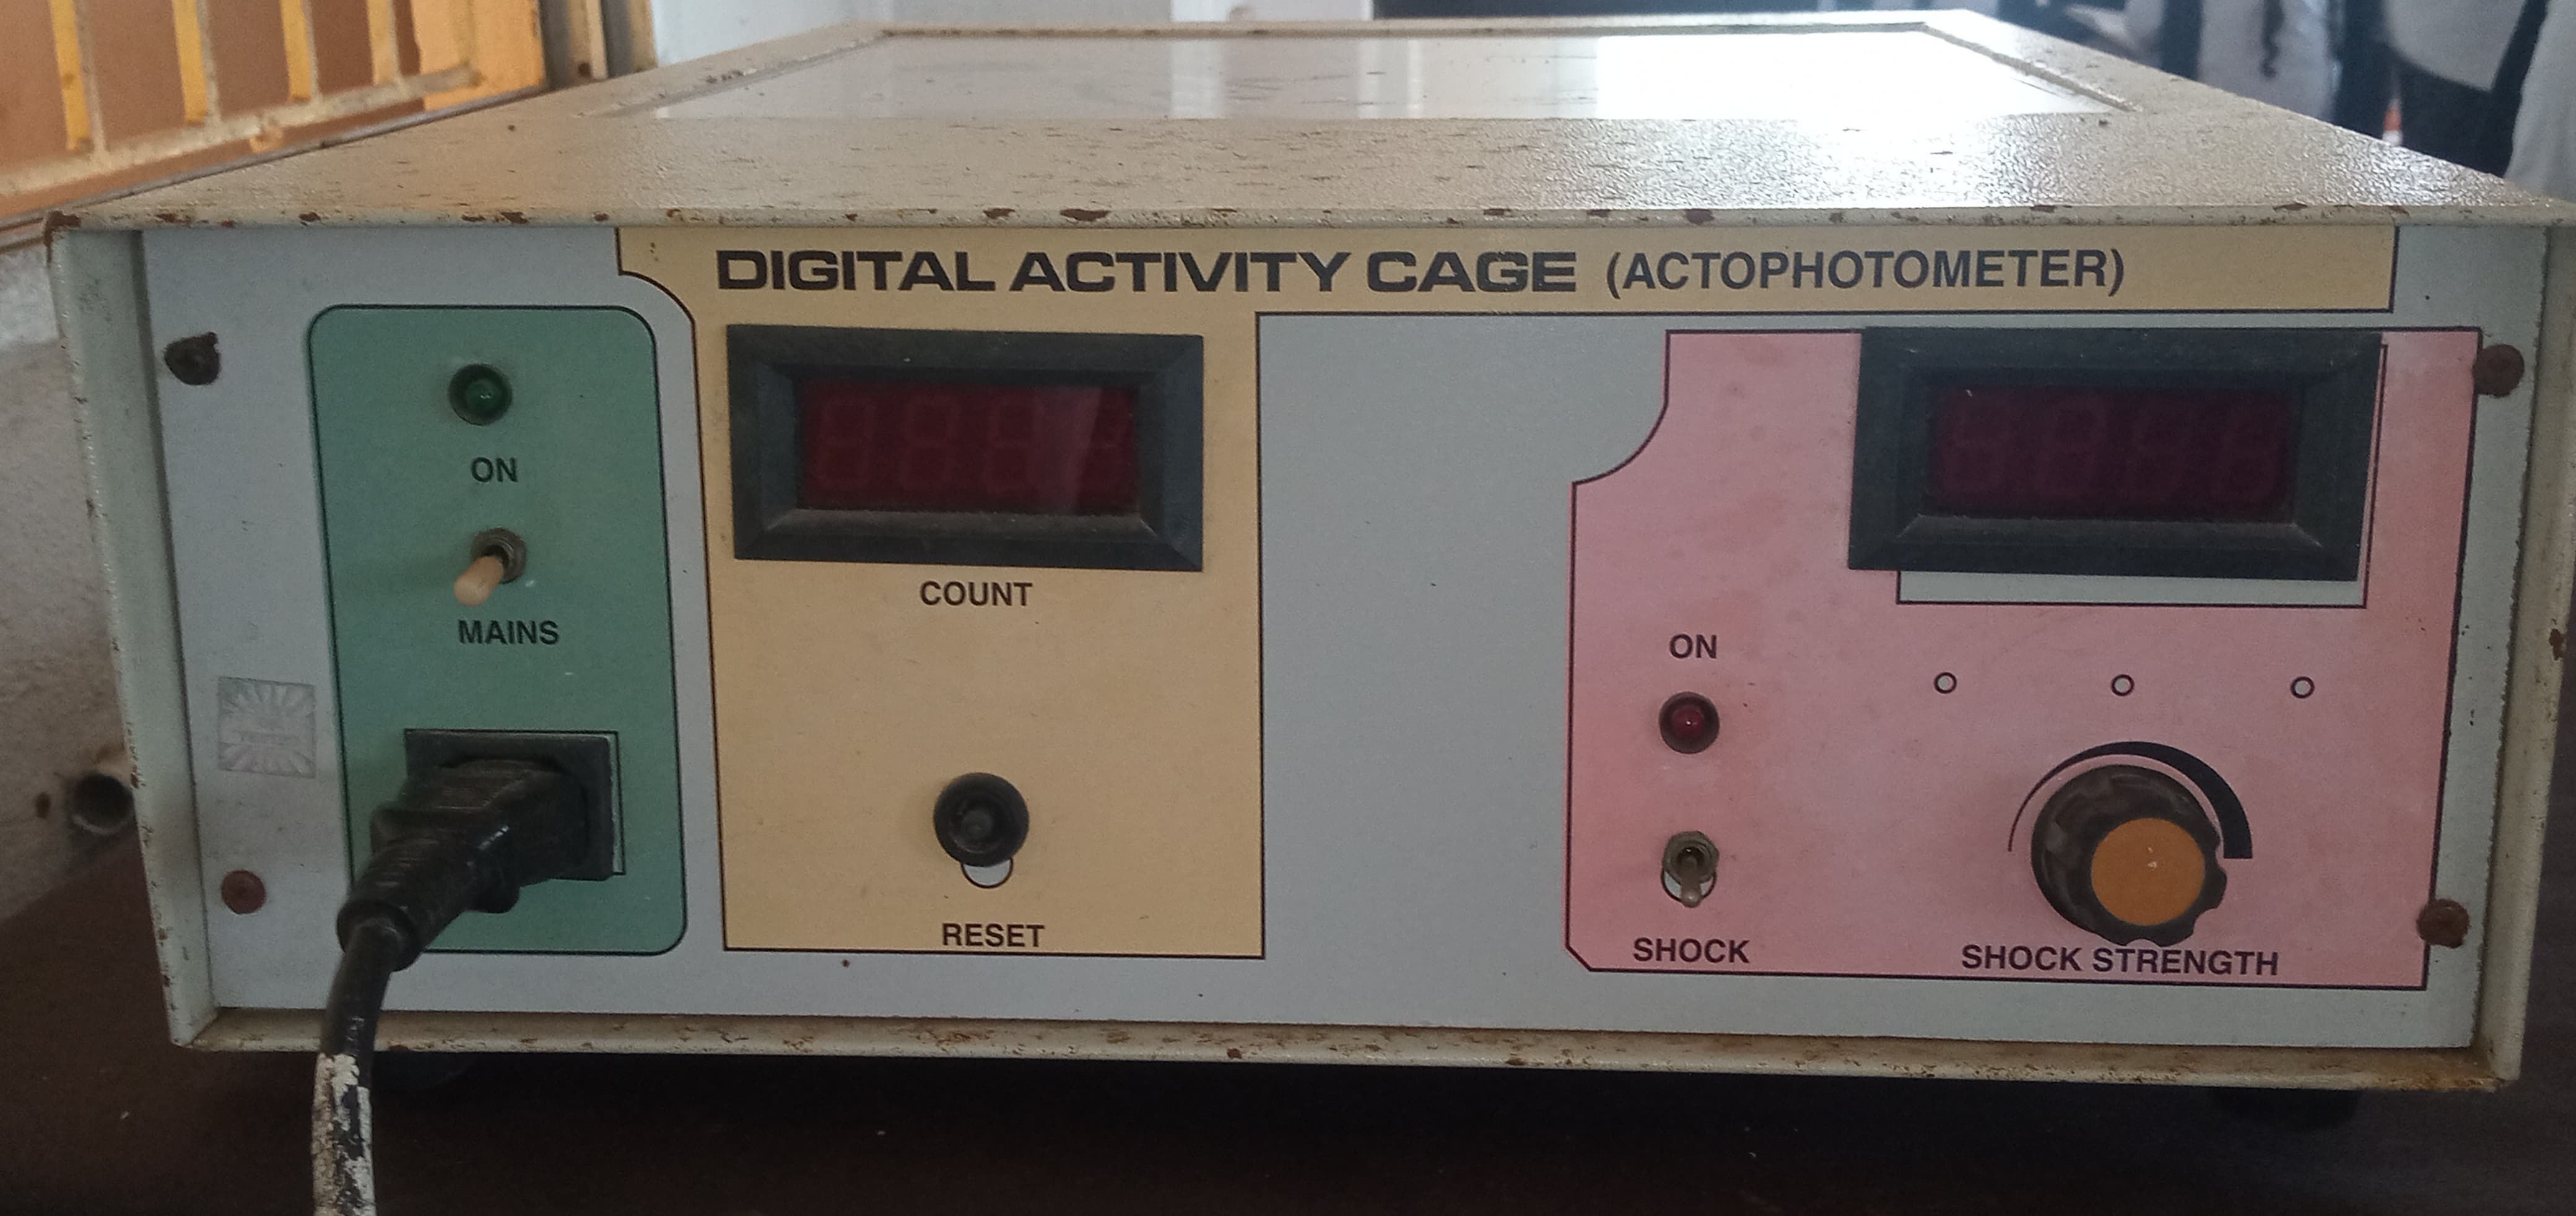 DIGITAL ACTIVITY CAGE (ACTOPHOTOMETER)
ON
MAINS
COUNT
RESET
ON
SHOCK
SHOCK STRENGTH